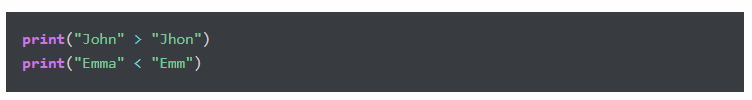 print("John" > "Jhon")
print("Emma" < "Emm")